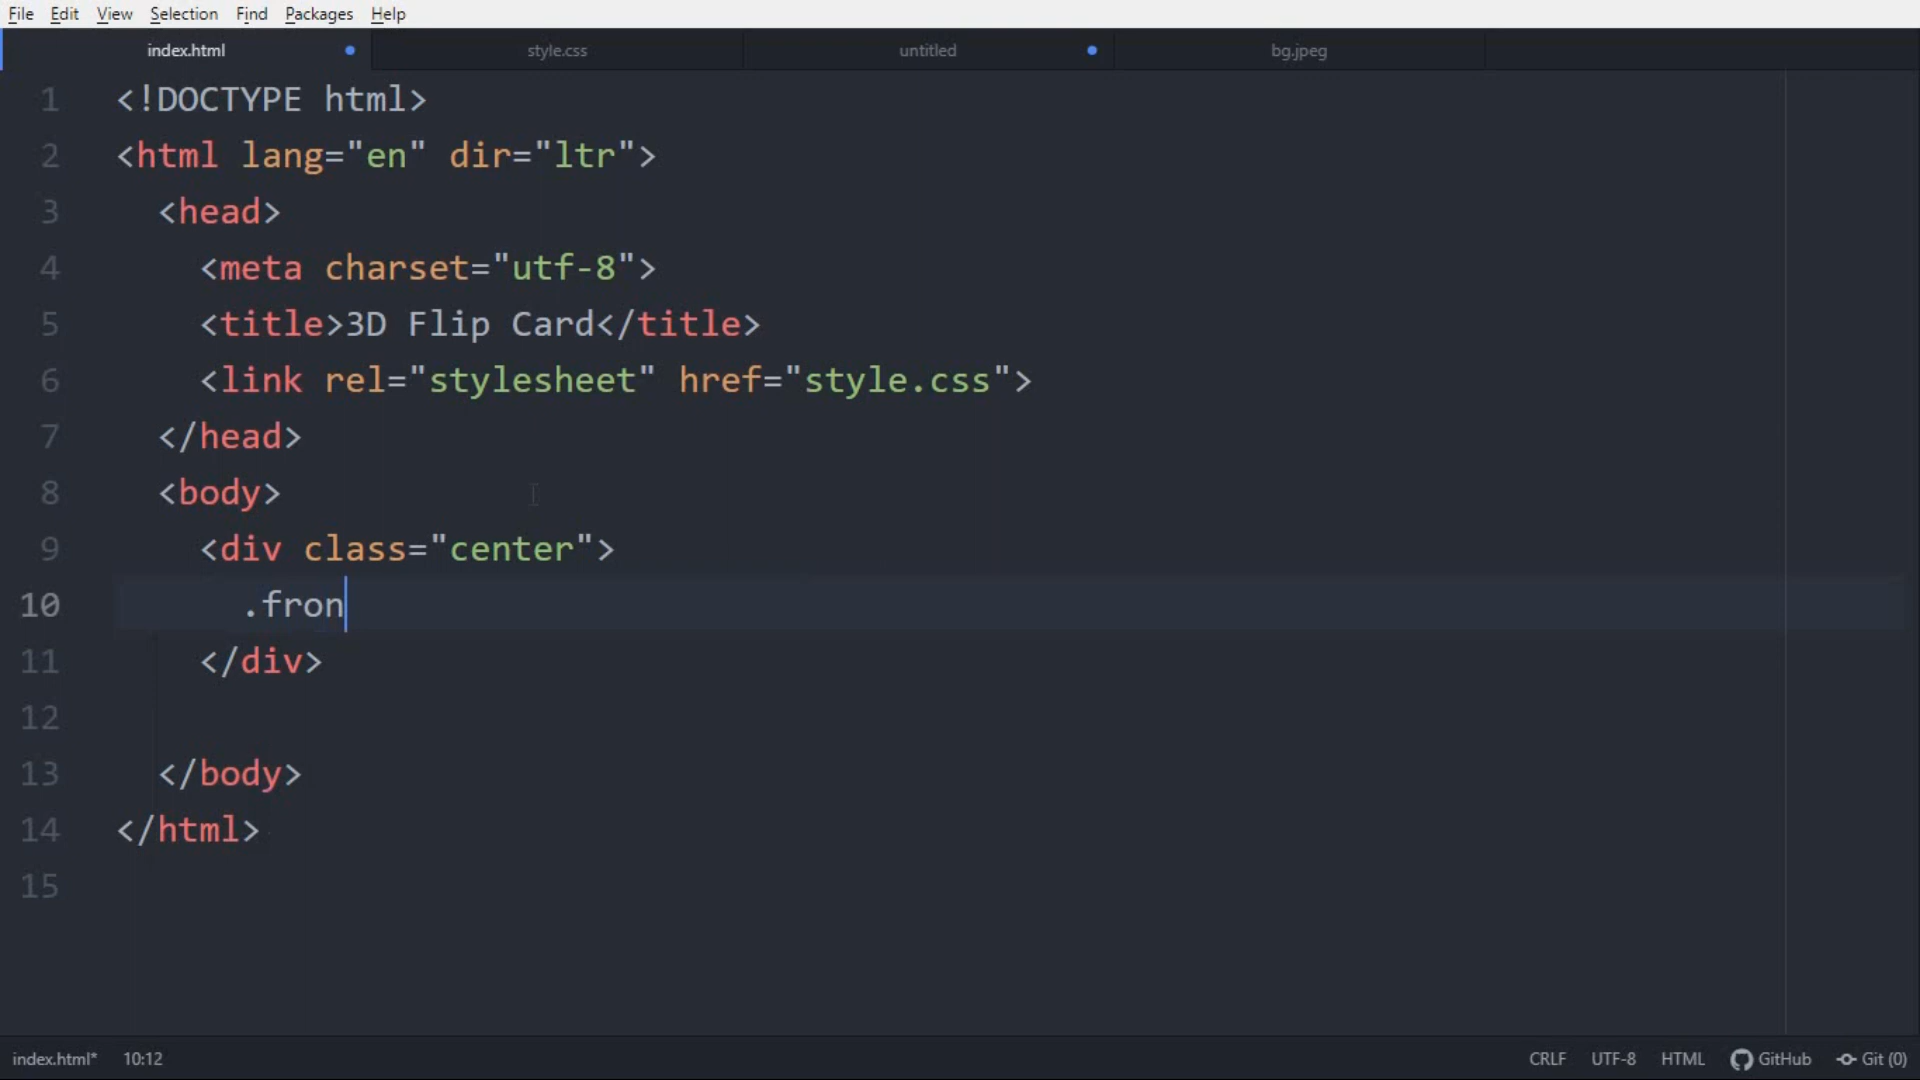 File Edit View Selection Find Packages Help
index.html style.css untitled bg.jpeg
1 <!DOCTYPE html>
2 <html lang="en" dir="ltr">
3 <head>
4 <meta charset="utf-8">
5 <title>3D Flip Card</title>
6 <link rel="stylesheet" href="style.css">
7 </head>
8 <body>
9 <div class="center">
10 .fron
11 </div>
12
13 </body>
14 </html>
15
index.html* 10:12 CRLF UTF-8 HTML GitHub Git (0)